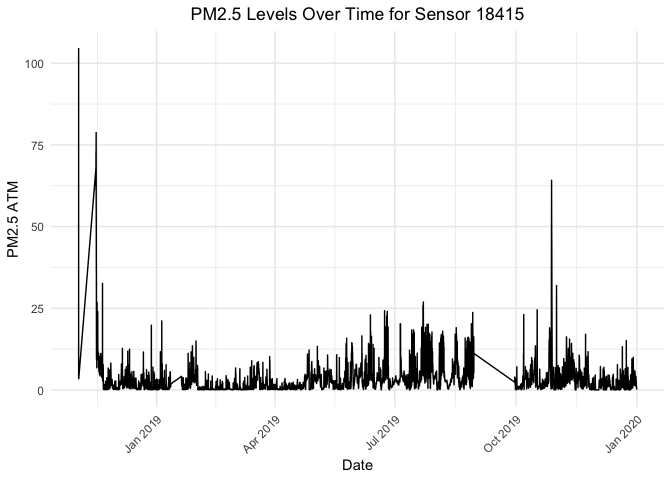 PM2.5 Levels Over Time for Sensor 18415
100
75
50
25
0
PM2.5 ATM
Jan 2019
Apr 2019
Jul 2019
Oct 2019
Jan 2020
Date